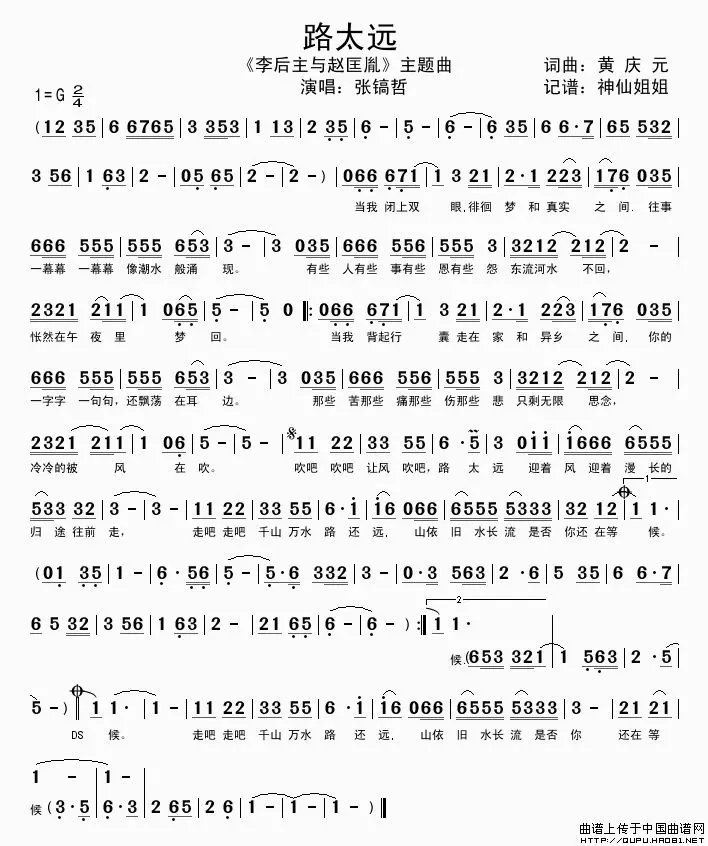 路太远
《李后主与赵匡胤》主题曲
词曲：黄 庆 元
1=G 2/4
演唱：张镐哲
记谱：神仙姐姐
(12 35|6 6765|3 353|1 13|2 35|6 -|5 -|6 -|6 35|6 6·7|65 532
3 56|1 63|2 -|05 65|2 -|2 -)|066 671|1 3 21|2·1 223|176 035|
当我 闭上双 眼,徘徊 梦 和 真实 之 间. 往事
666 555|555 653|3 -|3 035|666 556|555 653|3212 212|2 -|
一幕幕 一幕幕 像潮水 般涌 现。 有些 人有些 事有些 恩有些 怨 东流河水 不回，
2321 211|1 065|5 -|5 0‖:066 671|1 3 21|2·1 223|176 035|
怅然在午 夜里 梦 回。 当我 背起行 囊 走在 家 和 异乡 之 间, 你的
666 555|555 653|3 -|3 035|666 555|555 653|3212 212|2 -|
一字字 一句句, 还飘荡 在耳 边。 那些 苦那些 痛那些 伤那些 悲 只剩无限 思念，
2321 211|1 06|5 -|5 -|11 22|33 55|6·5|3 011|1666 6555|
冷冷的被 风 在 吹。 吹吧 吹吧 让风 吹吧, 路 太 远 迎着 风 迎着 漫 长的
533 32|3 -|3 -|11 22|33 55|6·1|16 066|6555 5333|32 12|1 1·|
1
归 途 往前 走， 走吧 走吧 千山 万水 路 还 远, 山依 旧 水长 流 是否 你还 在等 候。
(01 35|1 -|6·56|5 -|5·6 332|3 -|0·3 563|2·6|5 35|6 6·7|
6 5 32|3 56|1 63|2 -|21 65|6 -|6 -):‖1 1·
2
候.(653 321|1 563|2·5|
5 -)‖1 1·|1 -|11 22|33 55|6·1|16 066|6555 5333|3 -|33 22|
DS 候。 走吧 走吧 千山 万水 路 还 远, 山依 旧 水长 流 是否 你 还在 等
1 - 1 -
候(3·5|3·6|2 65|2 6|1 -|1 -|1 -)‖
曲谱上传于中国曲谱网
http://QUPU.HAO81.NET